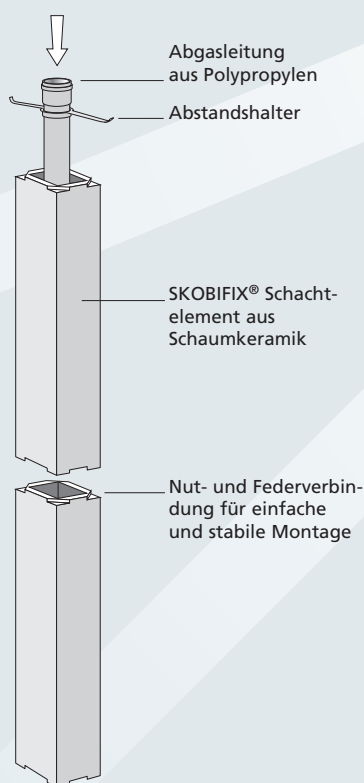 Abgasleitung
aus Polypropylen
Abstandshalter
SKOBIFIX® Schacht-
element aus
Schaumkeramik
Nut- und Federverbin-
dung für einfache
und stabile Montage